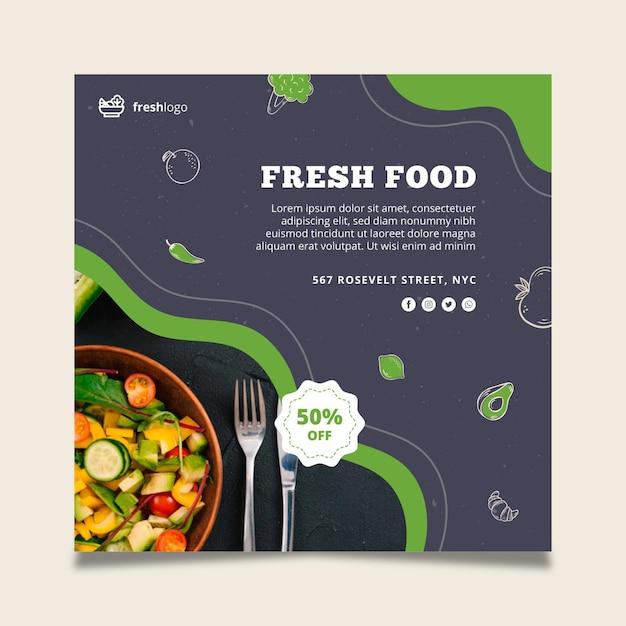 freshlogo
FRESH FOOD
Lorem ipsum dolor sit amet, consectetuer
adipiscing elit, sed diam nonummy nibh
euismod tincidunt ut laoreet dolore magna
aliquam erat volutpat. Ut wisi enim ad minim
567 ROSEVELT STREET, NYC
50%
OFF